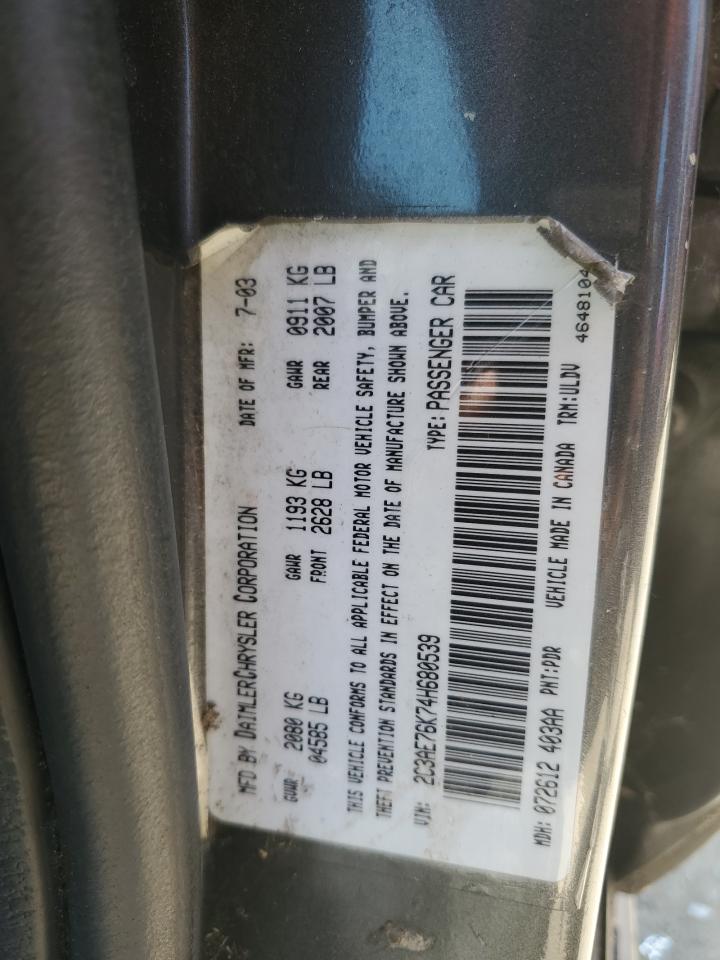 MFD BY DAIMLERCHRYSLER CORPORATION DATE OF MFR: 7-03
GVWR 2080 KG GAWR 1193 KG GAWR 0911 KG
04585 LB FRONT 2628 LB REAR 2007 LB
THIS VEHICLE CONFORMS TO ALL APPLICABLE FEDERAL MOTOR VEHICLE SAFETY, BUMPER AND
THEFT PREVENTION STANDARDS IN EFFECT ON THE DATE OF MANUFACTURE SHOWN ABOVE.
VIN: 2C3AE76K74H680539 TYPE: PASSENGER CAR
MDH: 072612 403AA PNT:PDR VEHICLE MADE IN CANADA TRM:ULDV
4648104